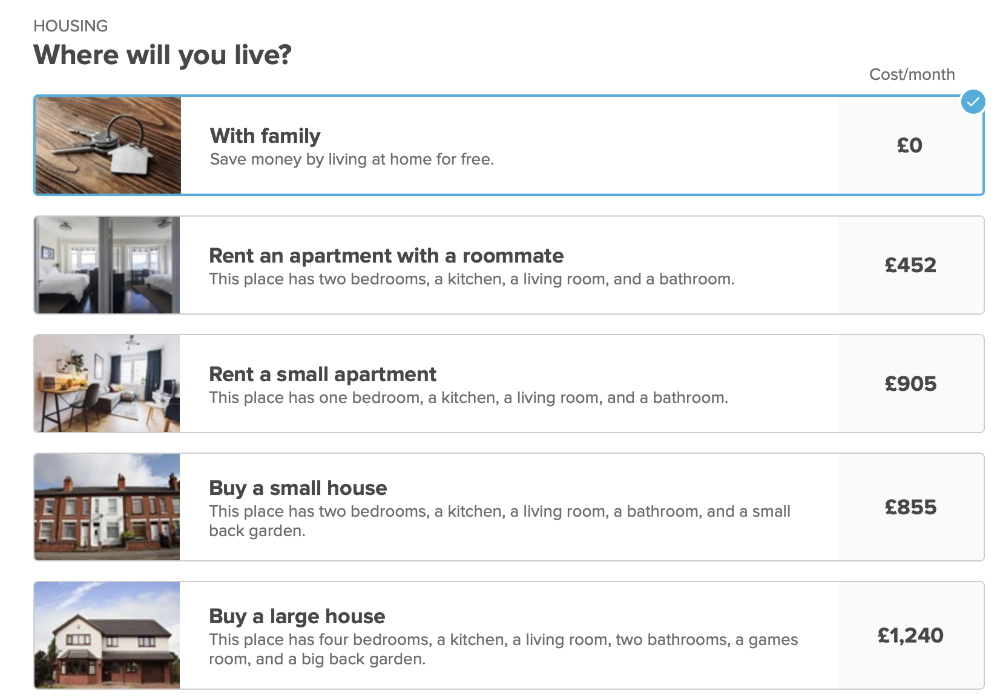 HOUSING
Where will you live?
Cost/month
With family
Save money by living at home for free.
£0
Rent an apartment with a roommate
This place has two bedrooms, a kitchen, a living room, and a bathroom.
£452
Rent a small apartment
This place has one bedroom, a kitchen, a living room, and a bathroom.
£905
Buy a small house
This place has two bedrooms, a kitchen, a living room, a bathroom, and a small
back garden.
£855
Buy a large house
This place has four bedrooms, a kitchen, a living room, two bathrooms, a games
room, and a big back garden.
£1,240